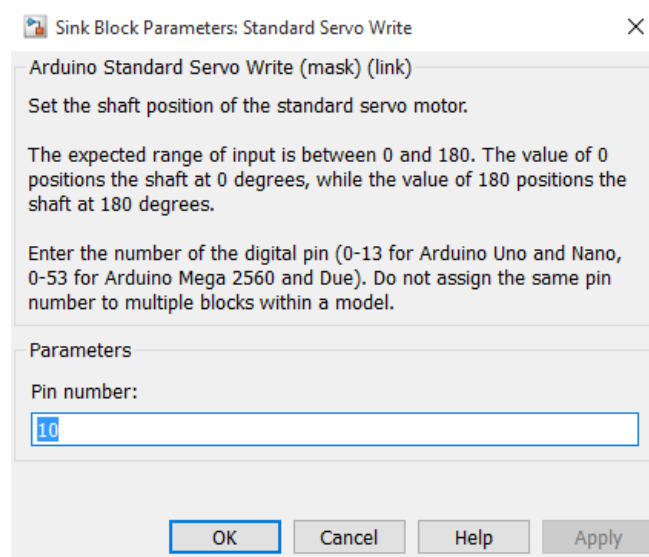 Sink Block Parameters: Standard Servo Write
Arduino Standard Servo Write (mask) (link)
Set the shaft position of the standard servo motor.
The expected range of input is between 0 and 180. The value of 0
positions the shaft at 0 degrees, while the value of 180 positions the
shaft at 180 degrees.
Enter the number of the digital pin (0-13 for Arduino Uno and Nano,
0-53 for Arduino Mega 2560 and Due). Do not assign the same pin
number to multiple blocks within a model.
Parameters
Pin number:
10
OK Cancel Help Apply